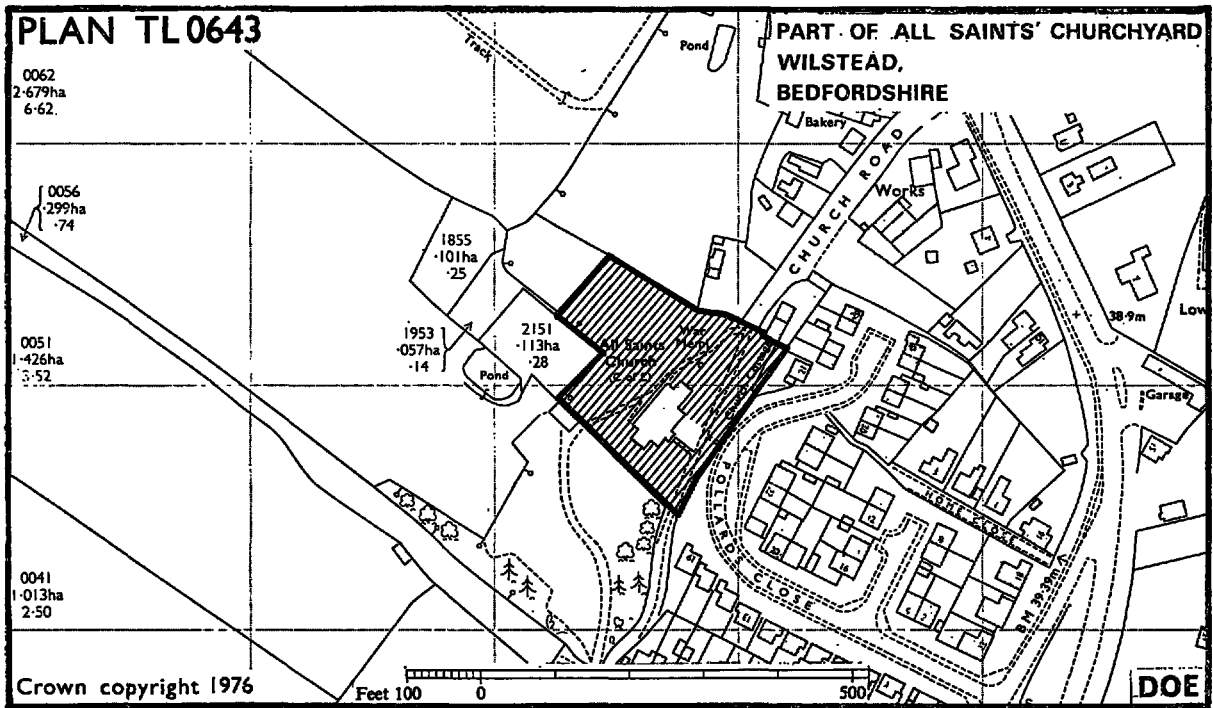 PLAN TL 0643
PART OF ALL SAINTS' CHURCHYARD
WILSTEAD,
BEDFORDSHIRE
0062
2·679ha
6·62
Track
Pond
Bakery
CHURCH ROAD
Works
0056
·299ha
·74
1855
·101ha
·25
1953
·057ha
·14
2151
·113ha
·28
War
Meml
All Saints
Church
(C of E)
Pond
38·9m
Low
Garage
0051
1·426ha
3·52
POLLARDS CLOSE
HOME CLOSE
BM 39·39m
0041
1·013ha
2·50
Crown copyright 1976
Feet 100 0 500
DOE